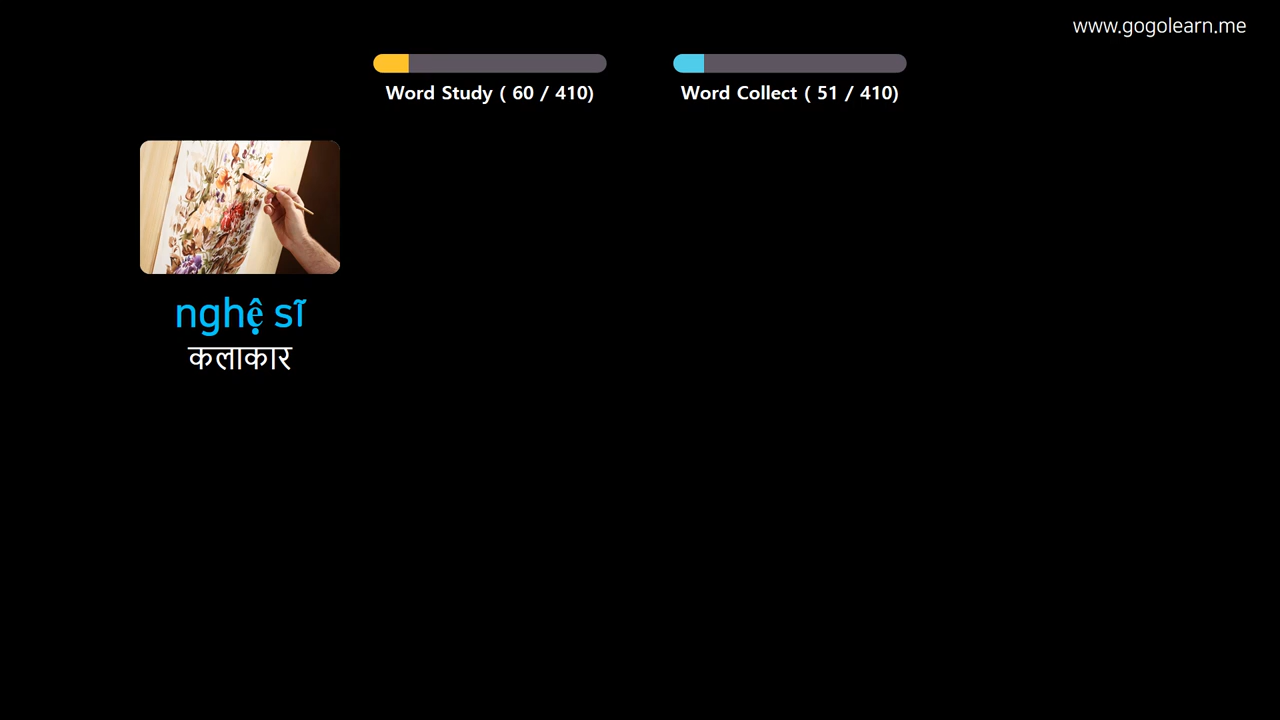 www.gogolearn.me
Word Study ( 60 / 410)
Word Collect ( 51 / 410)
nghệ sĩ
कलाकार